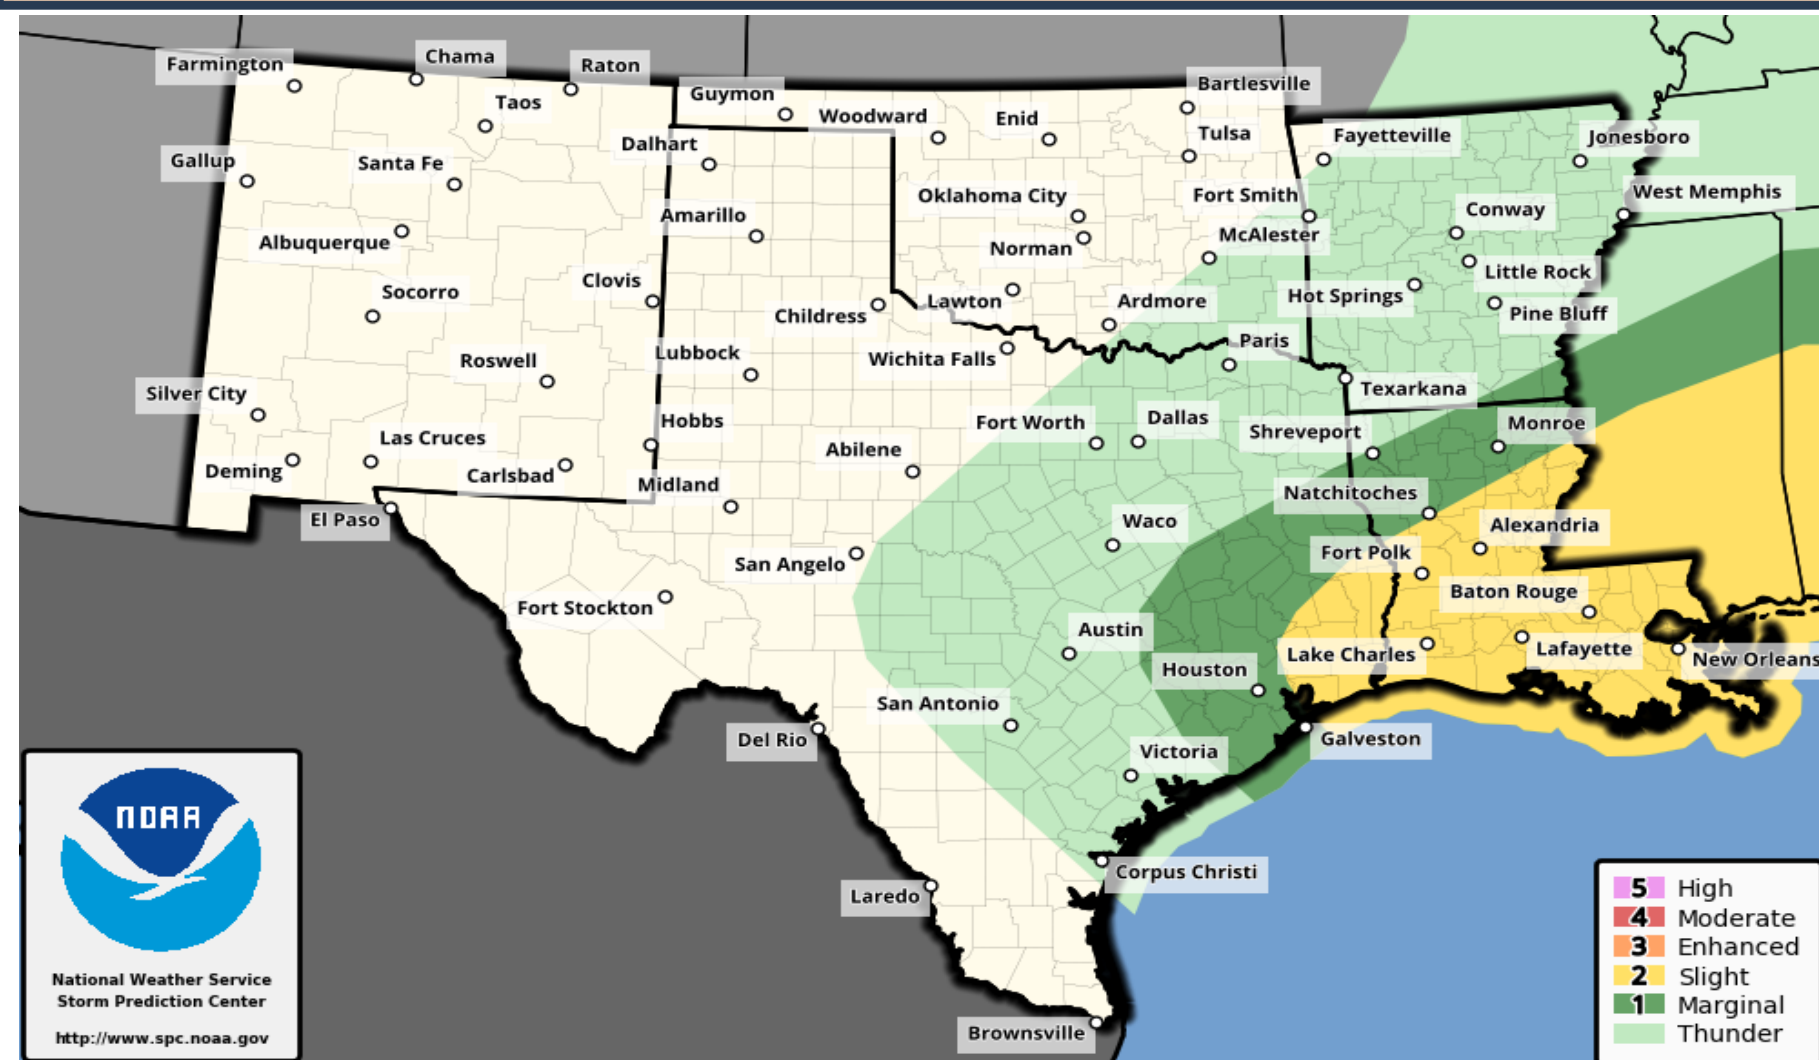 Farmington
Chama
Raton
Taos
Guymon
Woodward
Enid
Bartlesville
Tulsa
Fayetteville
Jonesboro
Gallup
Santa Fe
Dalhart
Oklahoma City
Fort Smith
Conway
West Memphis
Albuquerque
Amarillo
Norman
McAlester
Socorro
Clovis
Childress
Lawton
Ardmore
Hot Springs
Little Rock
Pine Bluff
Roswell
Lubbock
Wichita Falls
Paris
Texarkana
Silver City
Hobbs
Fort Worth
Dallas
Shreveport
Monroe
Las Cruces
Deming
Carlsbad
Midland
Abilene
Natchitoches
El Paso
Waco
Alexandria
San Angelo
Fort Polk
Fort Stockton
Baton Rouge
Austin
Lake Charles
Lafayette
New Orleans
Houston
San Antonio
Del Rio
Victoria
Galveston
Corpus Christi
Laredo
Brownsville
NOAA
National Weather Service
Storm Prediction Center
http://www.spc.noaa.gov
5 High
4 Moderate
3 Enhanced
2 Slight
1 Marginal
Thunder